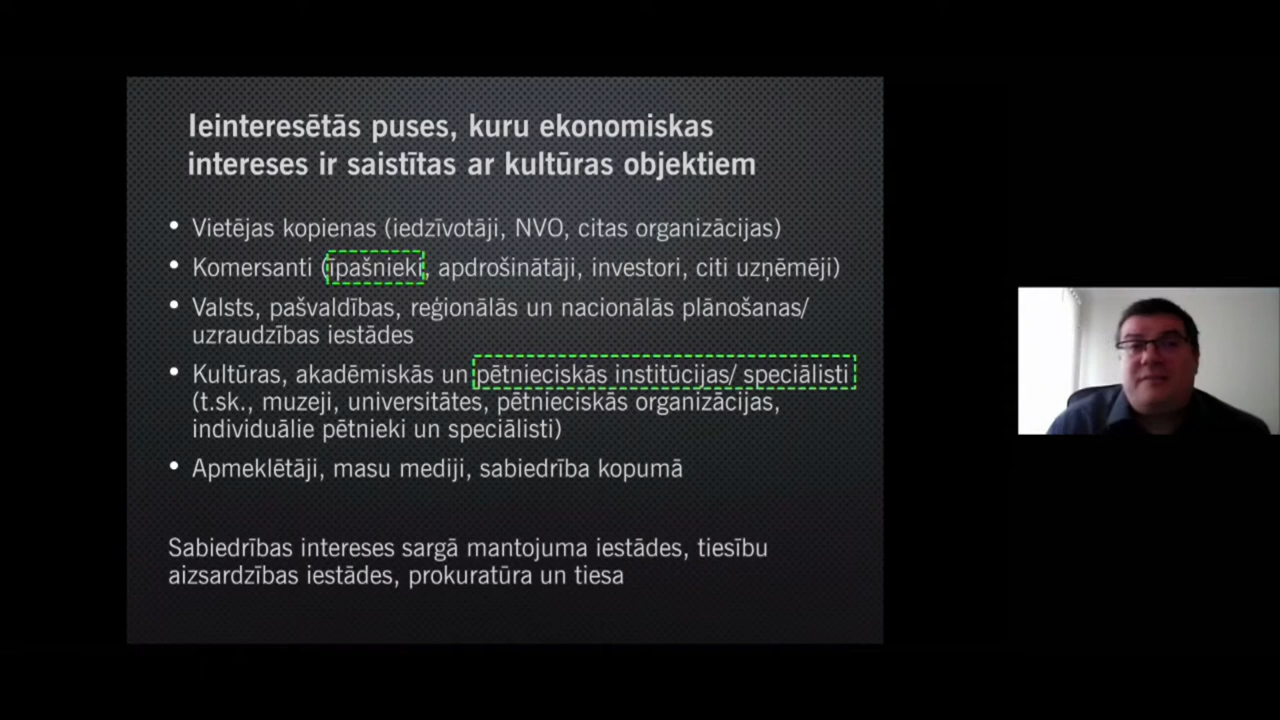 Ieinteresētās puses, kuru ekonomiskas
intereses ir saistītas ar kultūras objektiem
• Vietējas kopienas (iedzīvotāji, NVO, citas organizācijas)
• Komersanti (īpašnieki, apdrošinātāji, investori, citi uzņēmēji)
• Valsts, pašvaldības, reģionālās un nacionālās plānošanas/
uzraudzības iestādes
• Kultūras, akadēmiskās un pētnieciskās institūcijas/ speciālisti
(t.sk., muzeji, universitātes, pētnieciskās organizācijas,
individuālie pētnieki un speciālisti)
• Apmeklētāji, masu mediji, sabiedrība kopumā
Sabiedrības intereses sargā mantojuma iestādes, tiesību
aizsardzības iestādes, prokuratūra un tiesa